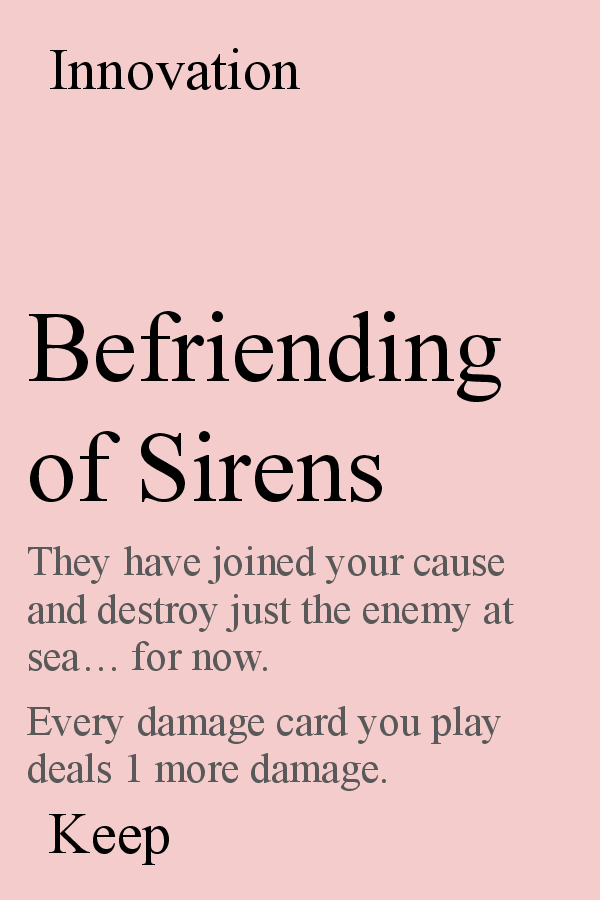 Innovation
Befriending
of Sirens
They have joined your cause
and destroy just the enemy at
sea… for now.
Every damage card you play
deals 1 more damage.
Keep